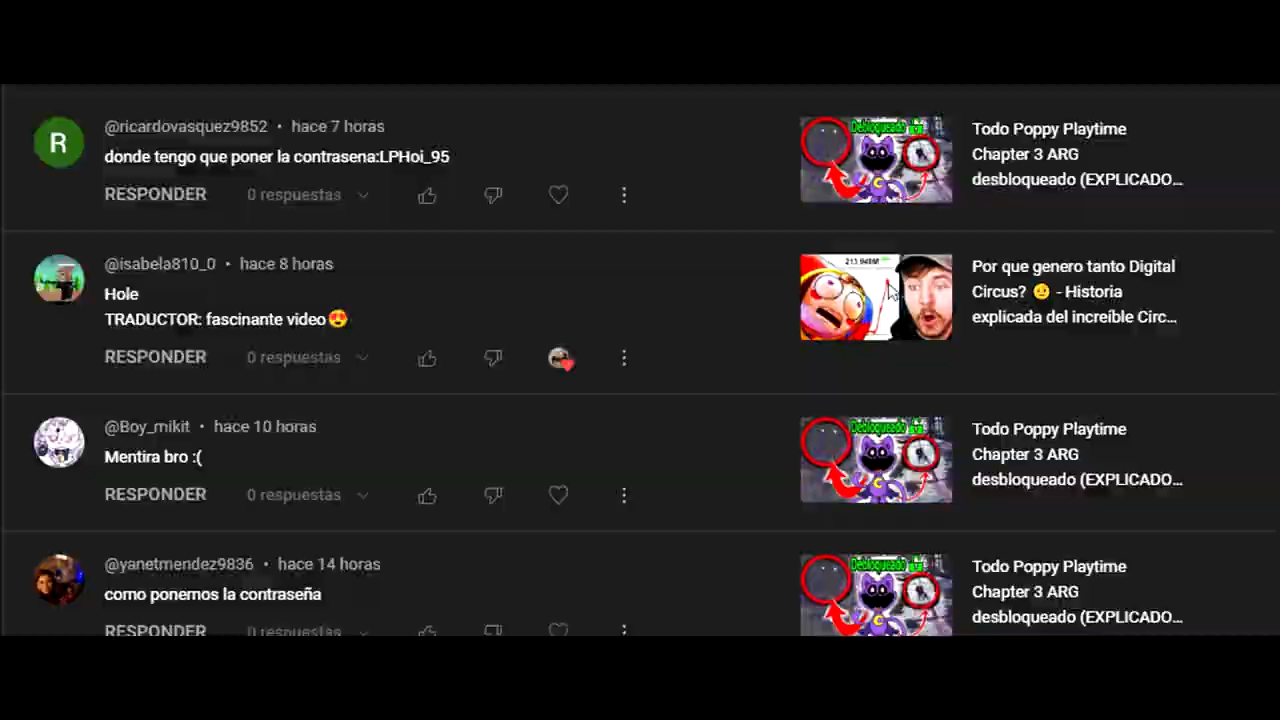 R
@ricardovasquez9852 • hace 7 horas
donde tengo que poner la contrasena:LPHoi_95
RESPONDER 0 respuestas
Debloqueado
Todo Poppy Playtime
Chapter 3 ARG
desbloqueado (EXPLICADO...
@isabela810_0 • hace 8 horas
Hole
TRADUCTOR: fascinante video😍
RESPONDER 0 respuestas
Por que genero tanto Digital
Circus? 🤨 - Historia
explicada del increíble Circ...
@Boy_mikit • hace 10 horas
Mentira bro :(
RESPONDER 0 respuestas
Debloqueado
Todo Poppy Playtime
Chapter 3 ARG
desbloqueado (EXPLICADO...
@yanetmendez9836 • hace 14 horas
como ponemos la contraseña
RESPONDER 0 respuestas
Debloqueado
Todo Poppy Playtime
Chapter 3 ARG
desbloqueado (EXPLICADO...